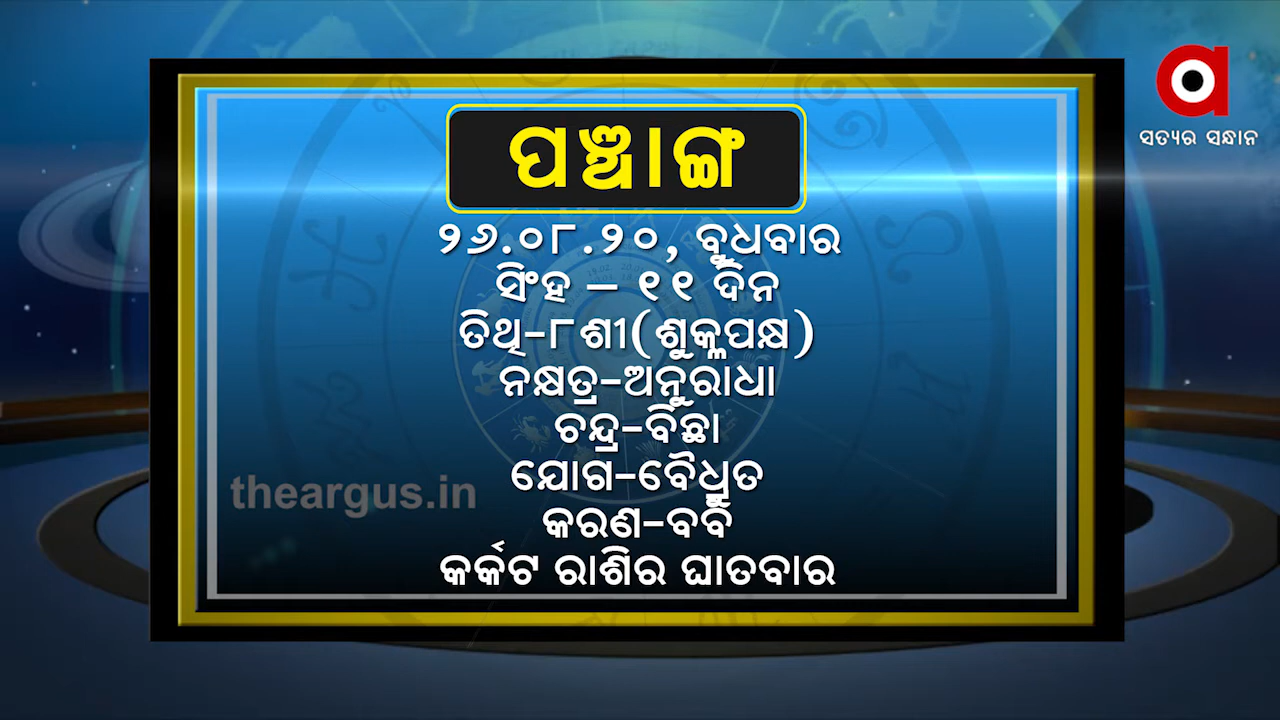 ପଞ୍ଚାଙ୍ଗ
ସତ୍ୟର ସନ୍ଧାନ
୨୬.୦୮.୨୦, ବୁଧବାର
ସିଂହ – ୧୧ ଦିନ
ତିଥି-୮ଶୀ(ଶୁକ୍ଳପକ୍ଷ)
ନକ୍ଷତ୍ର-ଅନୁରାଧା
ଚନ୍ଦ୍ର-ବିଛା
ଯୋଗ-ବୈଧ୍ରୁତ
theargus.in
କରଣ-ବବ
କର୍କଟ ରାଶିର ଘାତବାର